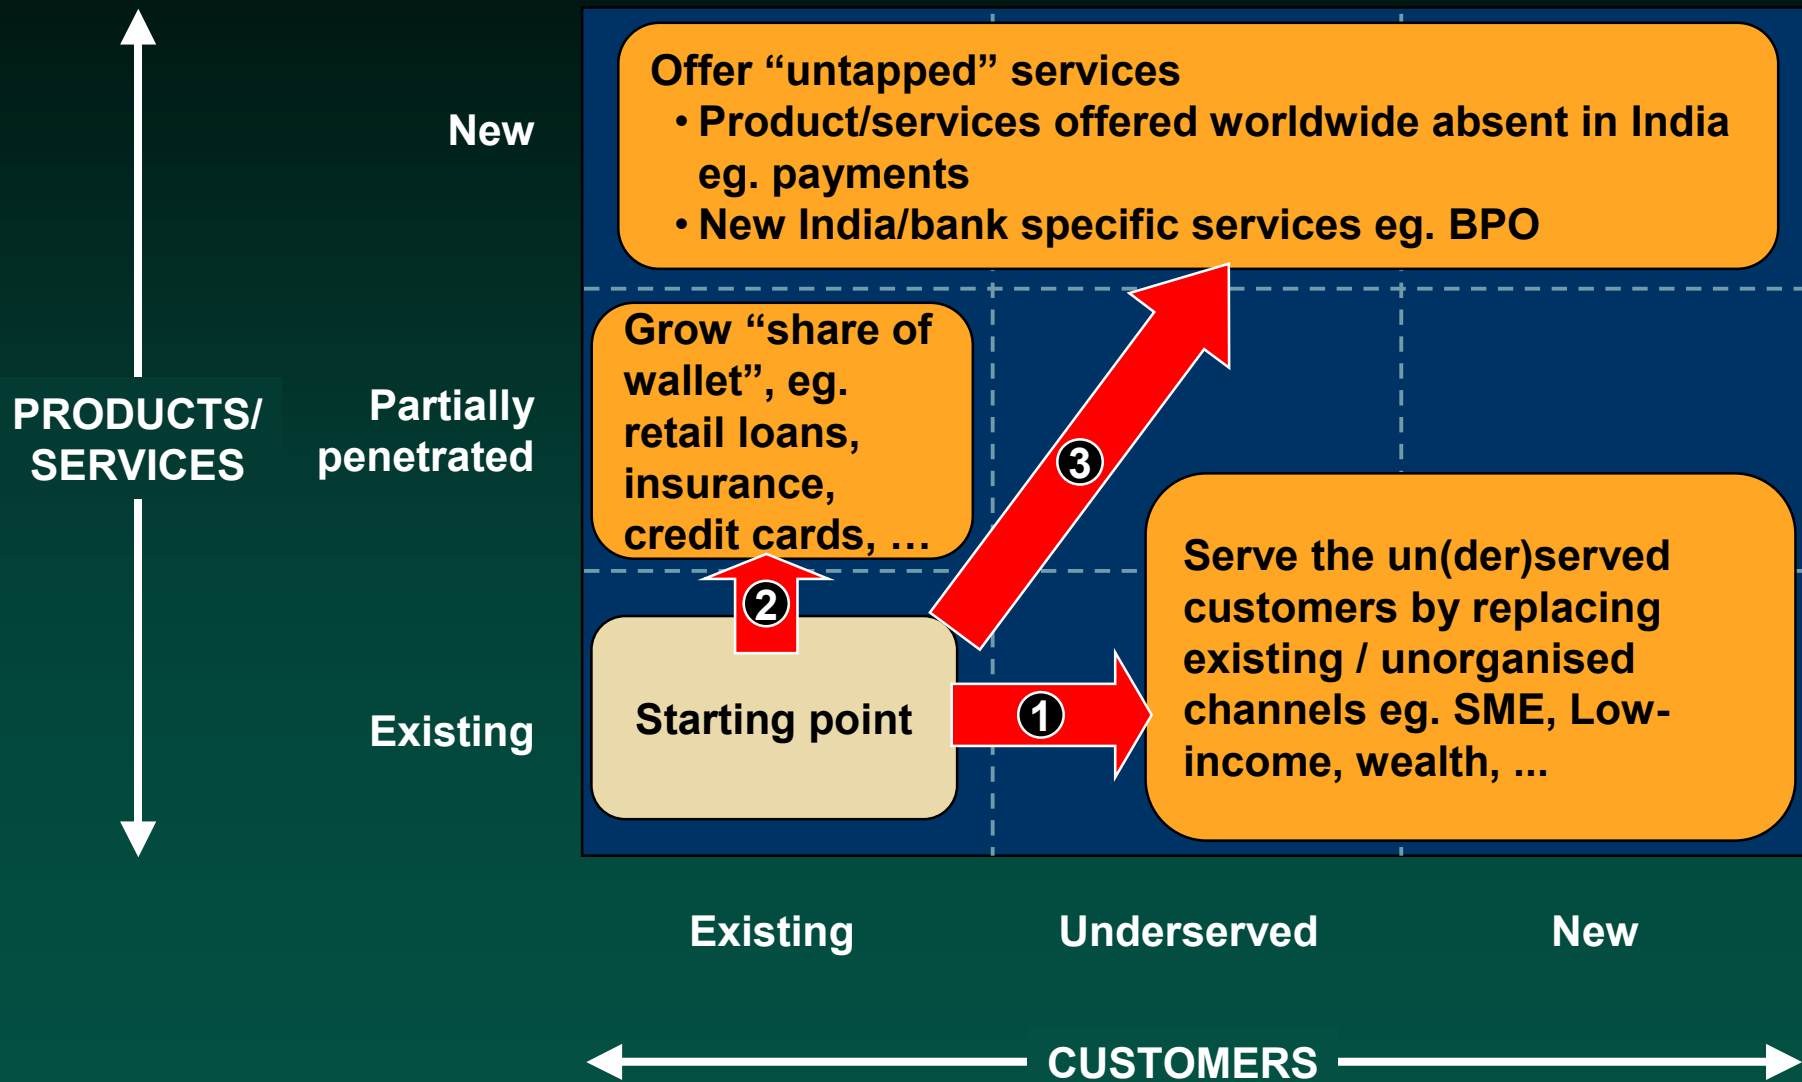 Offer “untapped” services
• Product/services offered worldwide absent in India
eg. payments
• New India/bank specific services eg. BPO
New
Grow “share of
wallet”, eg.
retail loans,
insurance,
credit cards, …
PRODUCTS/
SERVICES
Partially
penetrated
3
Serve the un(der)served
customers by replacing
existing / unorganised
channels eg. SME, Low-
income, wealth, ...
2
Starting point
1
Existing
Existing
Underserved
New
CUSTOMERS